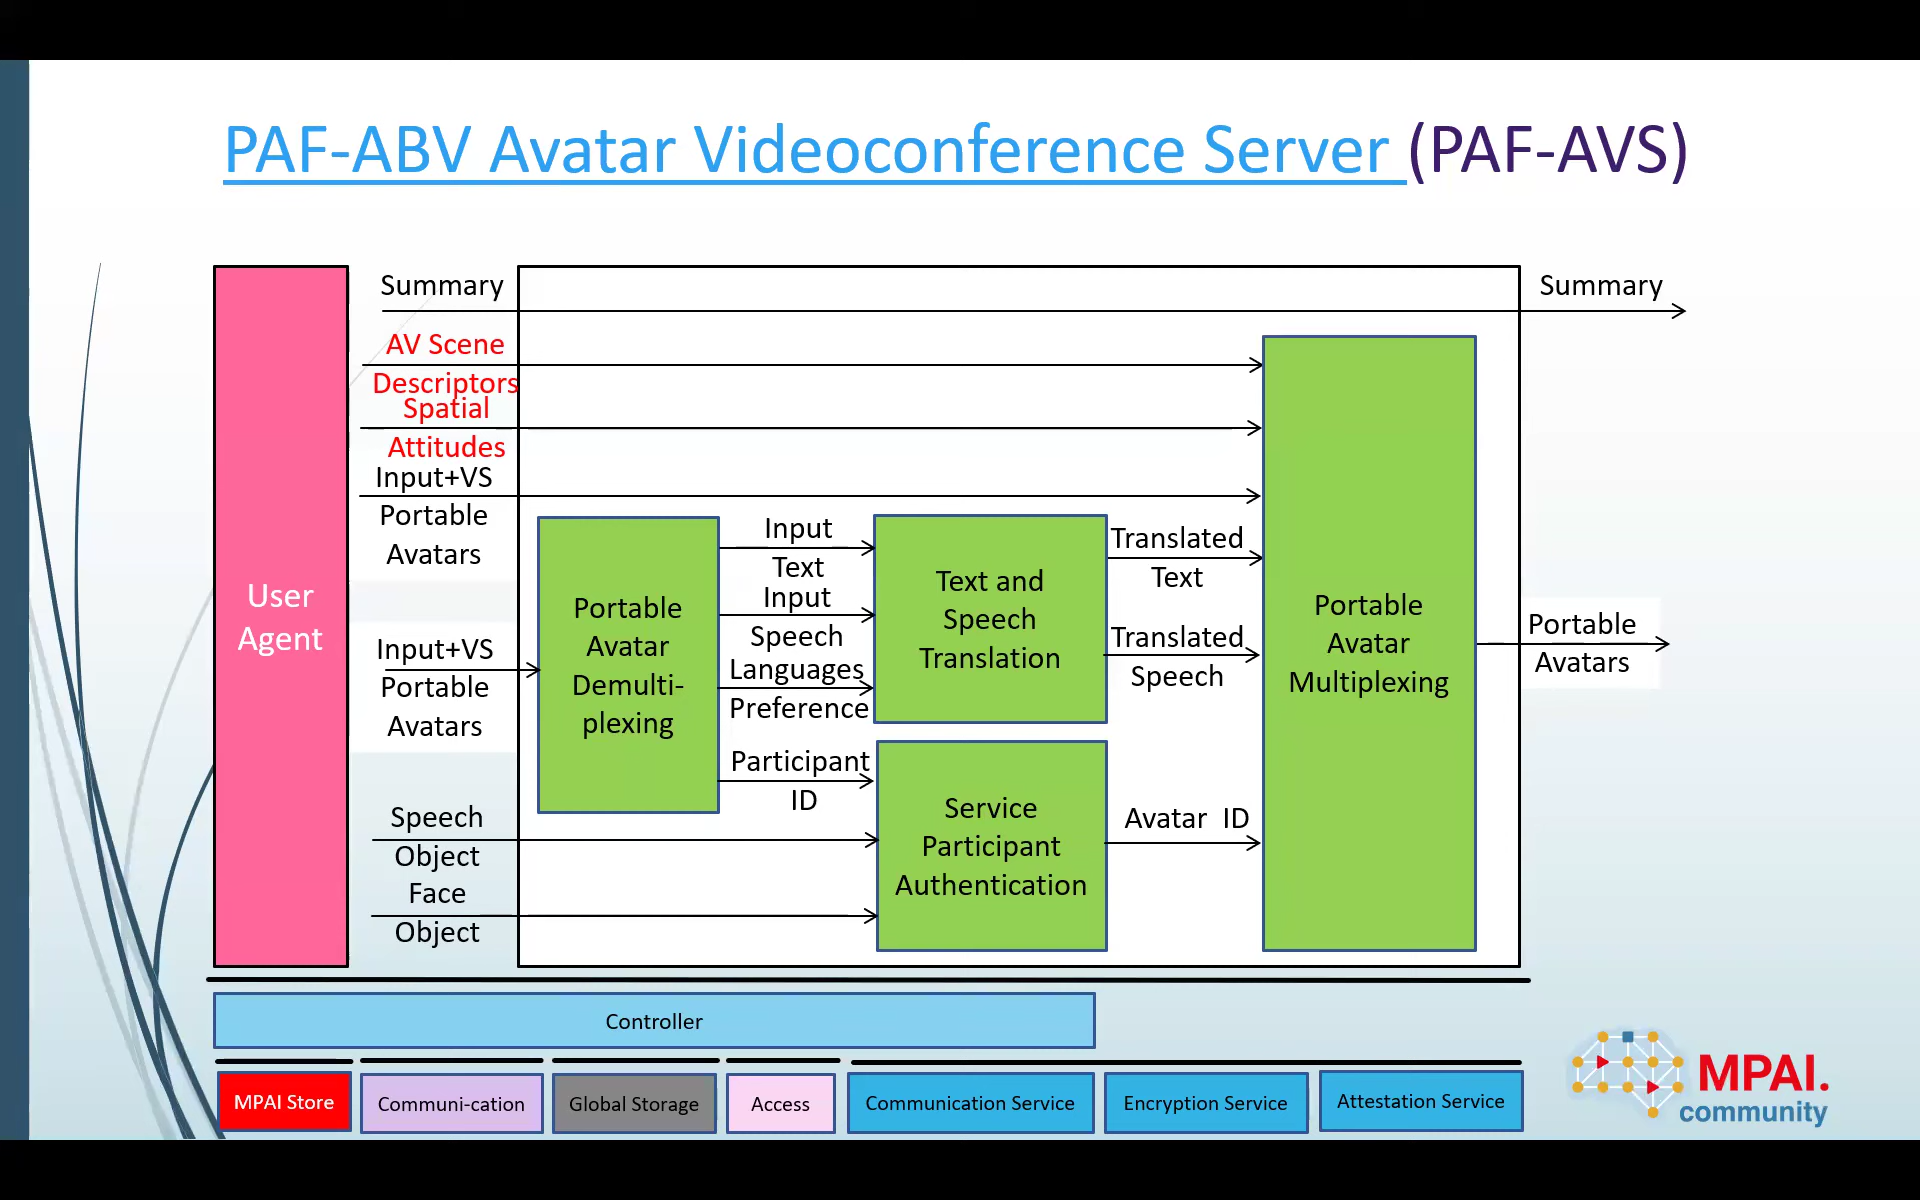 PAF-ABV Avatar Videoconference Server (PAF-AVS)
Summary
Summary
AV Scene
Descriptors
Spatial
Attitudes
Input+VS
Portable
Avatars
User
Agent
Input+VS
Portable
Avatars
Speech
Object
Face
Object
Portable
Avatar
Demulti-
plexing
Input
Text
Input
Speech
Languages
Preference
Participant
ID
Text and
Speech
Translation
Service
Participant
Authentication
Translated
Text
Translated
Speech
Avatar ID
Portable
Avatar
Multiplexing
Portable
Avatars
Controller
MPAI Store
Communi-cation
Global Storage
Access
Communication Service
Encryption Service
Attestation Service
MPAI.
community